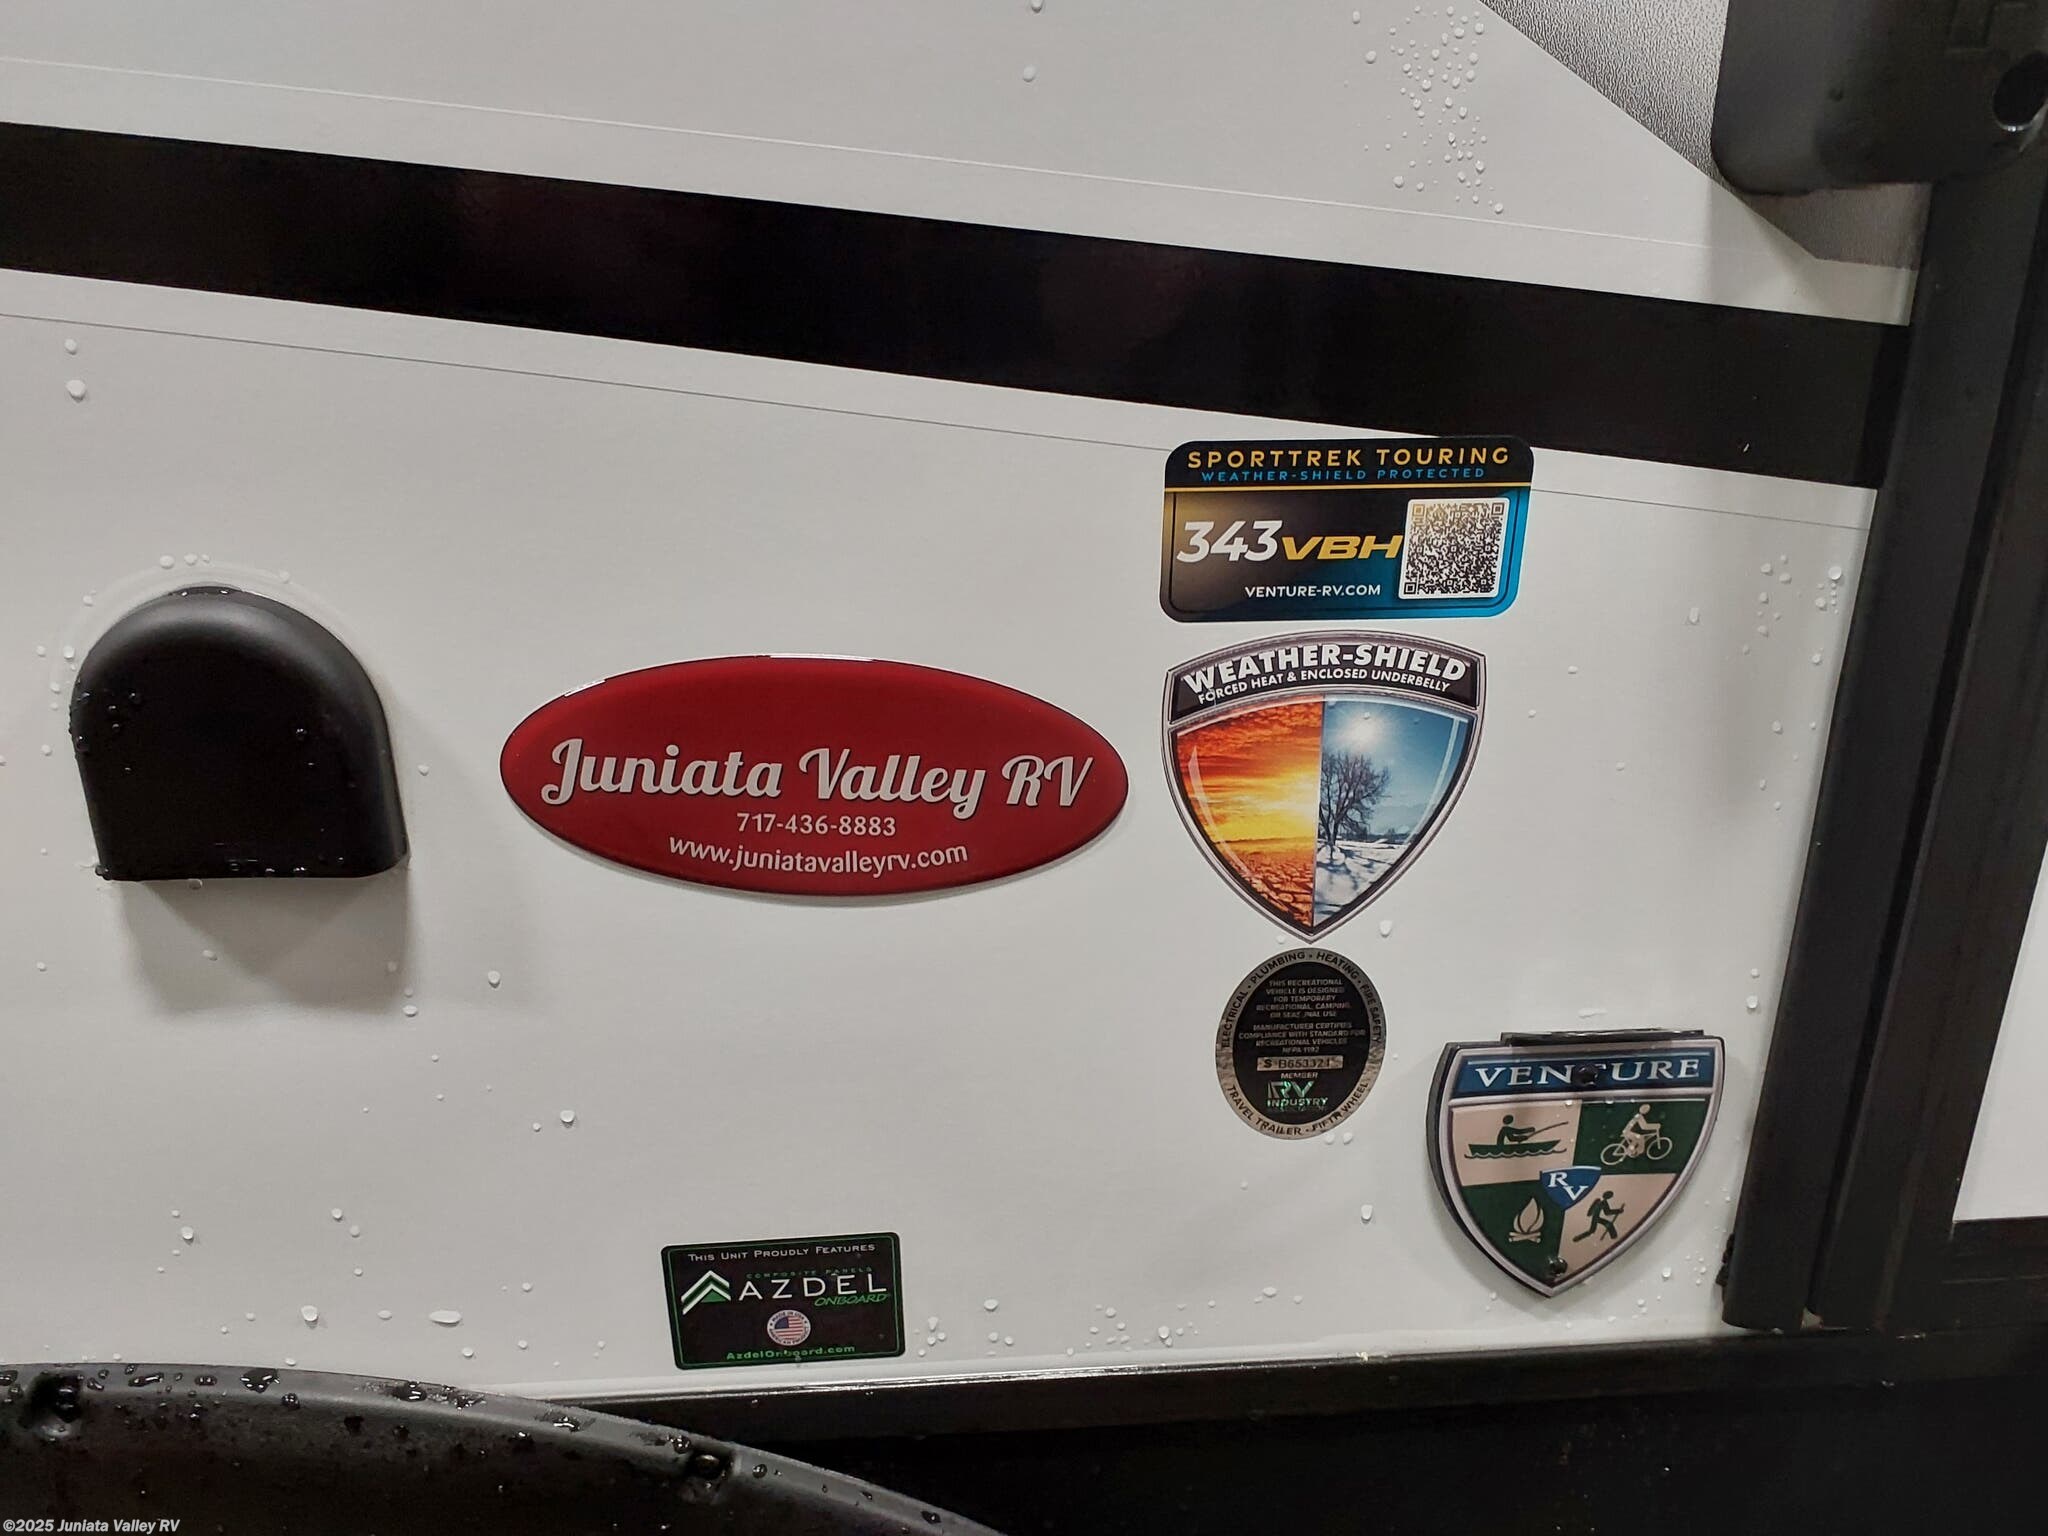 SPORTTREK TOURING
WEATHER-SHIELD PROTECTED
343VBH
VENTURE-RV.COM
WEATHER-SHIELD
FORCED HEAT & ENCLOSED UNDERBELLY
Juniata Valley RV
717-436-8883
www.juniatavalleyrv.com
ELECTRICAL • PLUMBING • HEATING • FIRE SAFETY
THIS RECREATIONAL
VEHICLE IS DESIGNED
FOR TEMPORARY
RECREATIONAL, CAMPING,
OR SEASONAL USE
MANUFACTURER CERTIFIES
COMPLIANCE WITH STANDARD FOR
RECREATIONAL VEHICLES
NFPA 1192
MEMBER
RV
INDUSTRY
TRAVEL TRAILER • FIFTH WHEEL
VENTURE
RV
THIS UNIT PROUDLY FEATURES
COMPOSITE PANELS
AZDEL
ONBOARD
AzdelOnboard.com
©2025 Juniata Valley RV